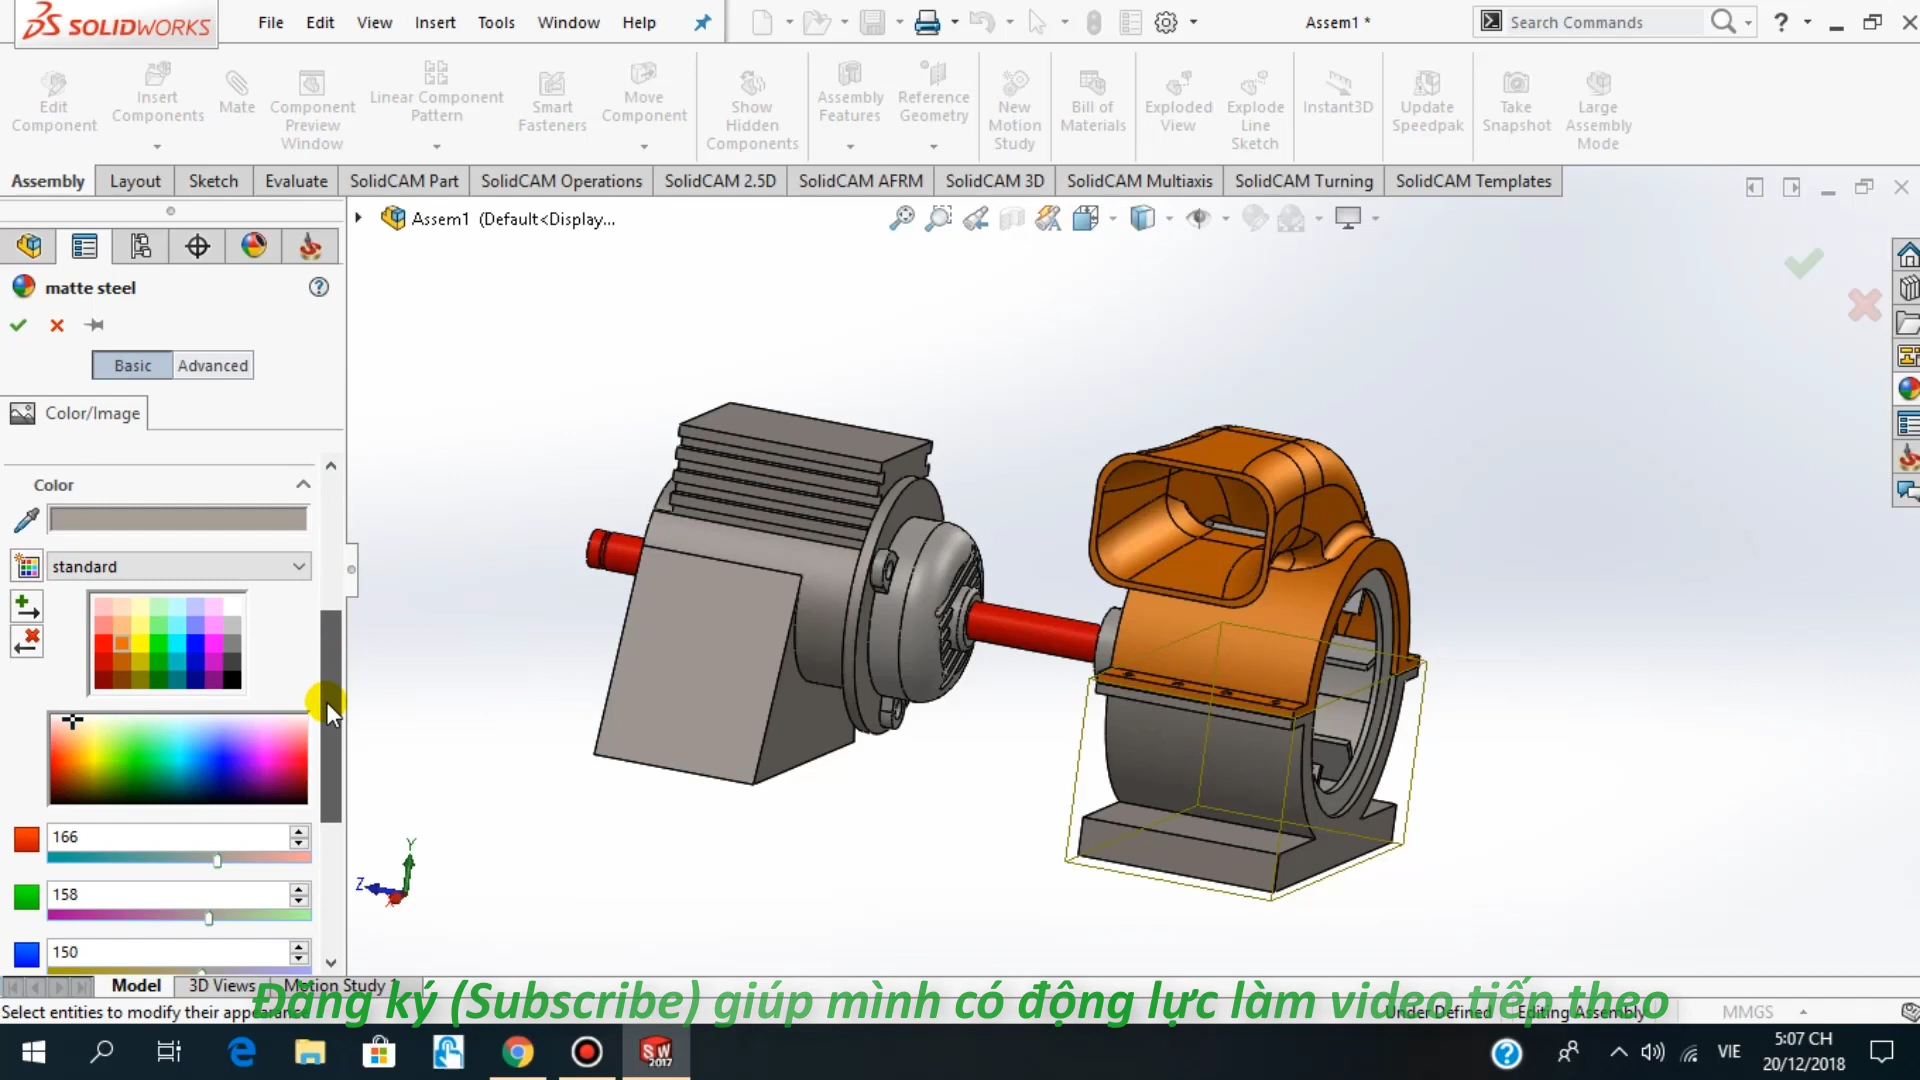 SOLIDWORKS File Edit View Insert Tools Window Help Assem1 * Search Commands ?
Edit Component
Insert Components
Mate
Component Preview Window
Linear Component Pattern
Smart Fasteners
Move Component
Show Hidden Components
Assembly Features
Reference Geometry
New Motion Study
Bill of Materials
Exploded View
Explode Line Sketch
Instant3D
Update Speedpak
Take Snapshot
Large Assembly Mode
Assembly Layout Sketch Evaluate SolidCAM Part SolidCAM Operations SolidCAM 2.5D SolidCAM AFRM SolidCAM 3D SolidCAM Multiaxis SolidCAM Turning SolidCAM Templates
Assem1 (Default<Display...
matte steel
Basic Advanced
Color/Image
Color
standard
166
158
150
Y
Z
X
Model 3D Views Motion Study
Đăng ký (Subscribe) giúp mình có động lực làm video tiếp theo
Select entities to modify their appearance Under Defined Editing Assembly MMGS
SW 2017
VIE
5:07 CH
20/12/2018